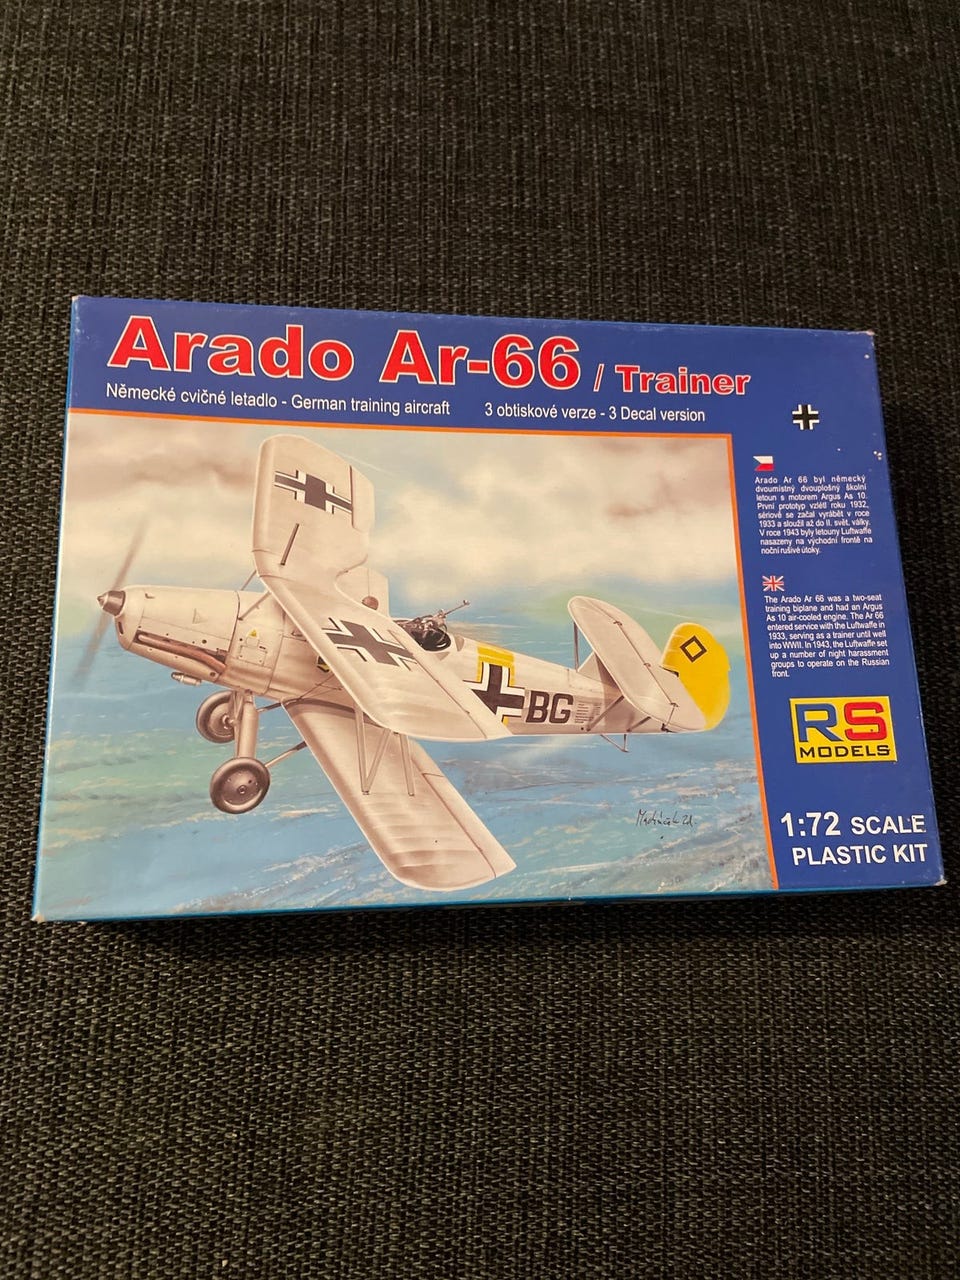 Arado Ar-66 / Trainer
Německé cvičné letadlo - German training aircraft 3 obtiskové verze - 3 Decal version
Arado Ar 66 byl německý
dvoumístný dvouplošný školní
letoun s motorem Argus As 10.
První prototyp vzlétl roku 1932,
sériově se začal vyrábět v roce
1933 a sloužil až do II. svět. války.
V roce 1943 byly letouny Luftwaffe
nasazeny na východní frontě na
noční rušivé útoky.
The Arado Ar 66 was a two-seat
training biplane and had an Argus
As 10 air-cooled engine. The Ar 66
entered service with the Luftwaffe in
1933, serving as a trainer until well
into WWII. In 1943, the Luftwaffe set
up a number of night harassment
groups to operate on the Russian
front.
BG
RS
MODELS
1:72 SCALE
PLASTIC KIT